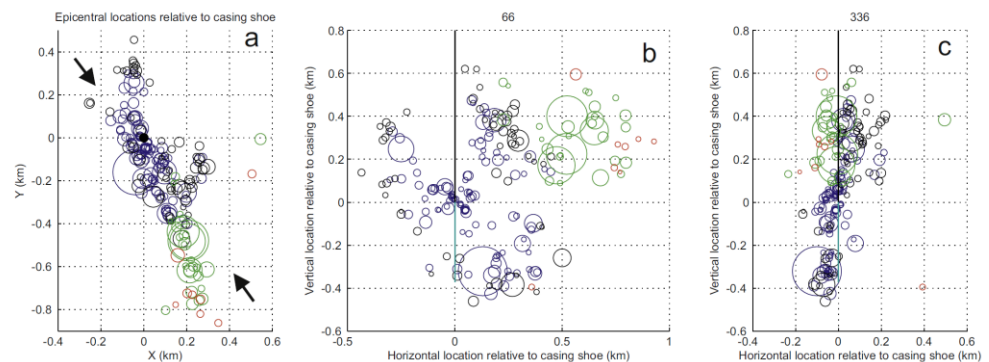 Epicentral locations relative to casing shoe
a
0.4
0.2
0
-0.2
-0.4
-0.6
-0.8
Y (km)
-0.4 -0.2 0 0.2 0.4 0.6
X (km)
66
b
0.8
0.6
0.4
0.2
0
-0.2
-0.4
-0.6
Vertical location relative to casing shoe (km)
-0.5 0 0.5 1
Horizontal location relative to casing shoe (km)
336
c
0.8
0.6
0.4
0.2
0
-0.2
-0.4
-0.6
Vertical location relative to casing shoe (km)
-0.4 -0.2 0 0.2 0.4 0.6
Horizontal location relative to casing shoe (km)